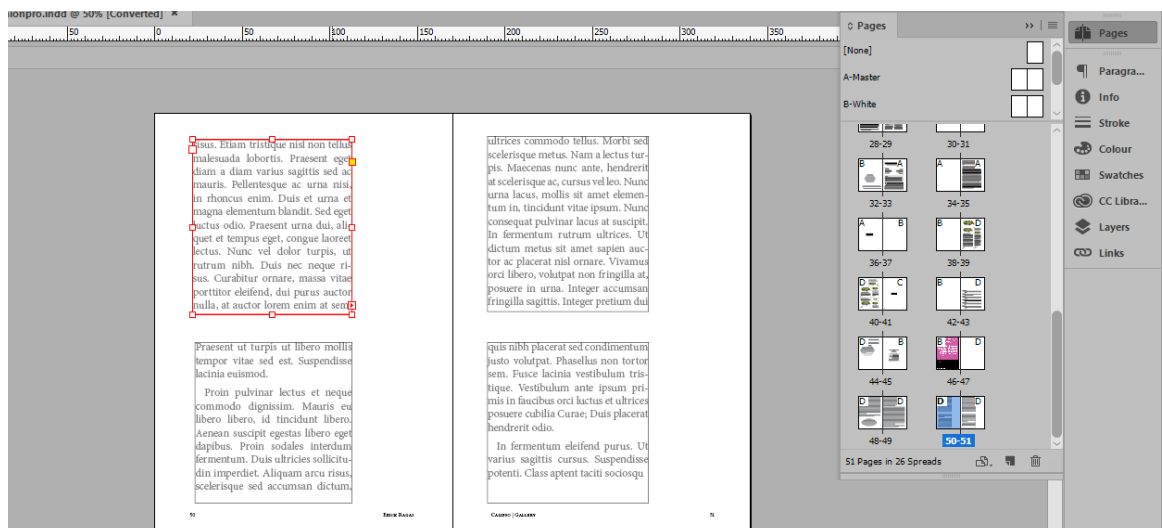 nionpro.indd @ 50% [Converted] ×
50 0 50 100 150 200 250 300 350
risus. Etiam tristique nisl non tellus
malesuada lobortis. Praesent eget
diam a diam varius sagittis sed ac
mauris. Pellentesque ac urna nisi,
in rhoncus enim. Duis et urna et
magna elementum blandit. Sed eget
luctus odio. Praesent urna dui, ali-
quet et tempus eget, congue laoreet
lectus. Nunc vel dolor turpis, ut
rutrum nibh. Duis nec neque ri-
sus. Curabitur ornare, massa vitae
porttitor eleifend, dui purus auctor
nulla, at auctor lorem enim at sem.
Praesent ut turpis ut libero mollis
tempor vitae sed est. Suspendisse
lacinia euismod.
Proin pulvinar lectus et neque
commodo dignissim. Mauris eu
libero libero, id tincidunt libero.
Aenean suscipit egestas libero eget
dapibus. Proin sodales interdum
fermentum. Duis ultricies sollicitu-
din imperdiet. Aliquam arcu risus,
scelerisque sed accumsan dictum,
50
ultrices commodo tellus. Morbi sed
scelerisque metus. Nam a lectus tur-
pis. Maecenas nunc ante, hendrerit
at scelerisque ac, cursus vel leo. Nunc
urna lacus, mollis sit amet elemen-
tum in, tincidunt vitae ipsum. Nunc
consequat pulvinar lacus at suscipit.
In fermentum rutrum ultrices. Ut
dictum metus sit amet sapien auc-
tor ac placerat nisl ornare. Vivamus
orci libero, volutpat non fringilla at,
posuere in urna. Integer accumsan
fringilla sagittis. Integer pretium dui
quis nibh placerat sed condimentum
justo volutpat. Phasellus non tortor
sem. Fusce lacinia vestibulum tris-
tique. Vestibulum ante ipsum pri-
mis in faucibus orci luctus et ultrices
posuere cubilia Curae; Duis placerat
hendrerit odio.
In fermentum eleifend purus. Ut
varius sagittis cursus. Suspendisse
potenti. Class aptent taciti sociosqu
51
Pages
[None]
A-Master
B-White
28-29 30-31
B A A A
32-33 34-35
A B B D
36-37 38-39
D C B D
40-41 42-43
D B B D
44-45 46-47
D D D D
48-49 50-51
51 Pages in 26 Spreads
Pages
Paragra...
Info
Stroke
Colour
Swatches
CC Libra...
Layers
Links